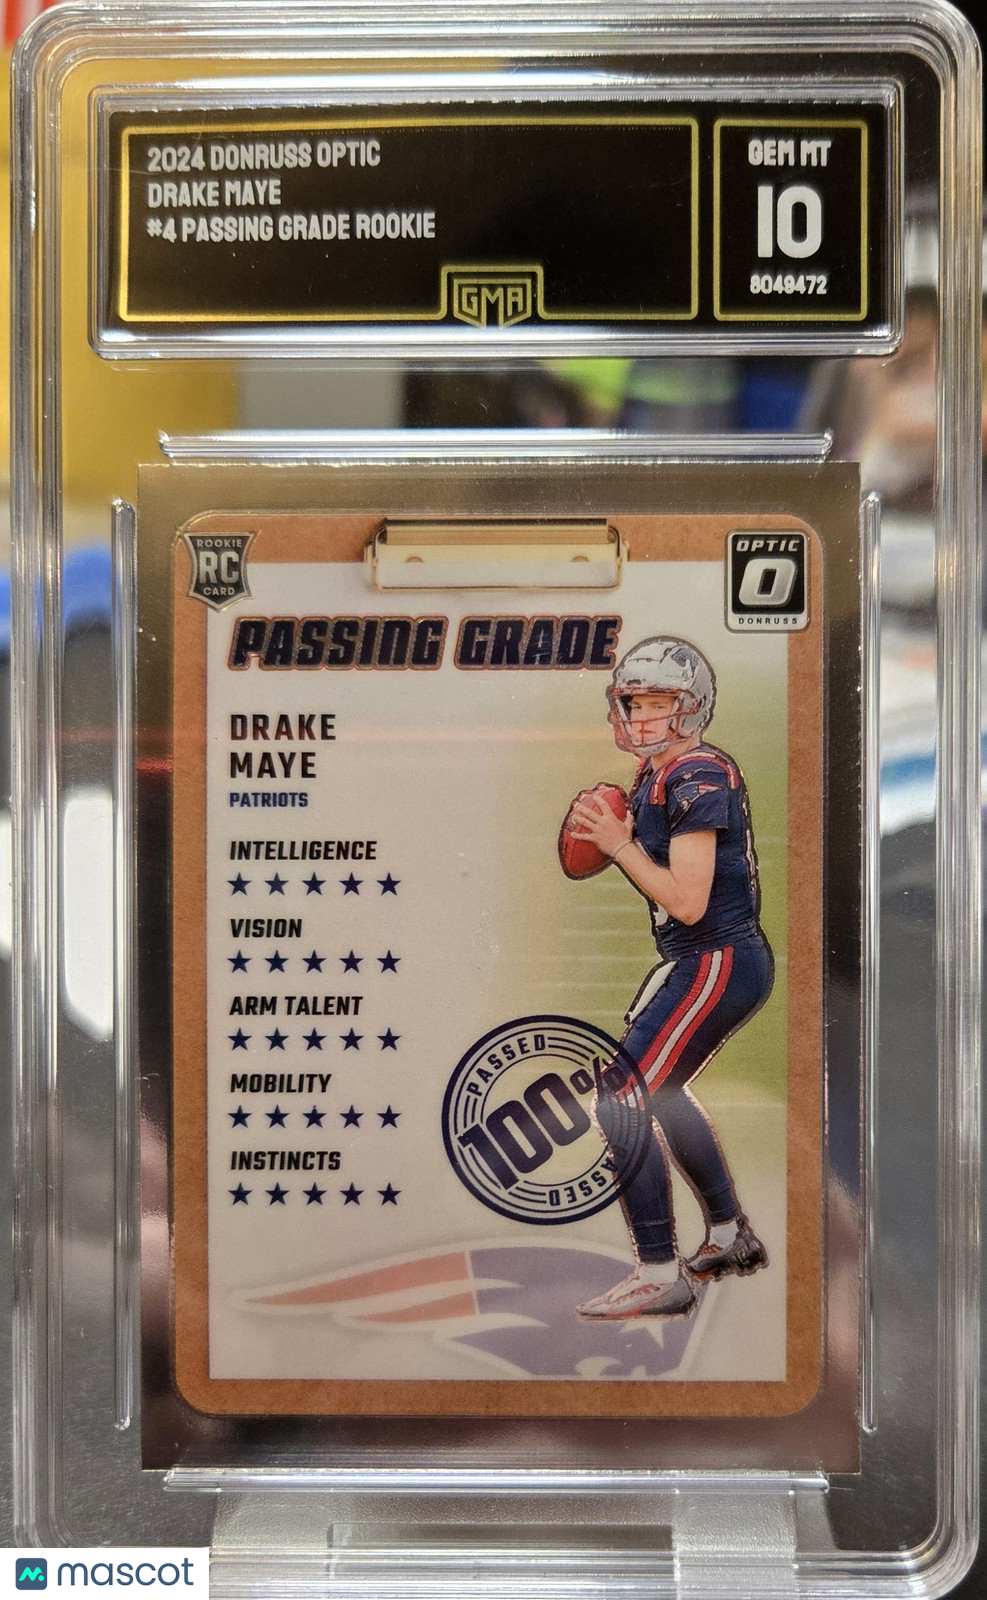 2024 DONRUSS OPTIC
DRAKE MAYE
#4 PASSING GRADE ROOKIE
GEM MT
10
8049472
GMA
ROOKIE
RC
CARD
OPTIC
O
DONRUSS
PASSING GRADE
DRAKE
MAYE
PATRIOTS
INTELLIGENCE
★ ★ ★ ★ ★
VISION
★ ★ ★ ★ ★
ARM TALENT
★ ★ ★ ★ ★
MOBILITY
★ ★ ★ ★ ★
INSTINCTS
★ ★ ★ ★ ★
PASSED
100%
PASSED
mascot